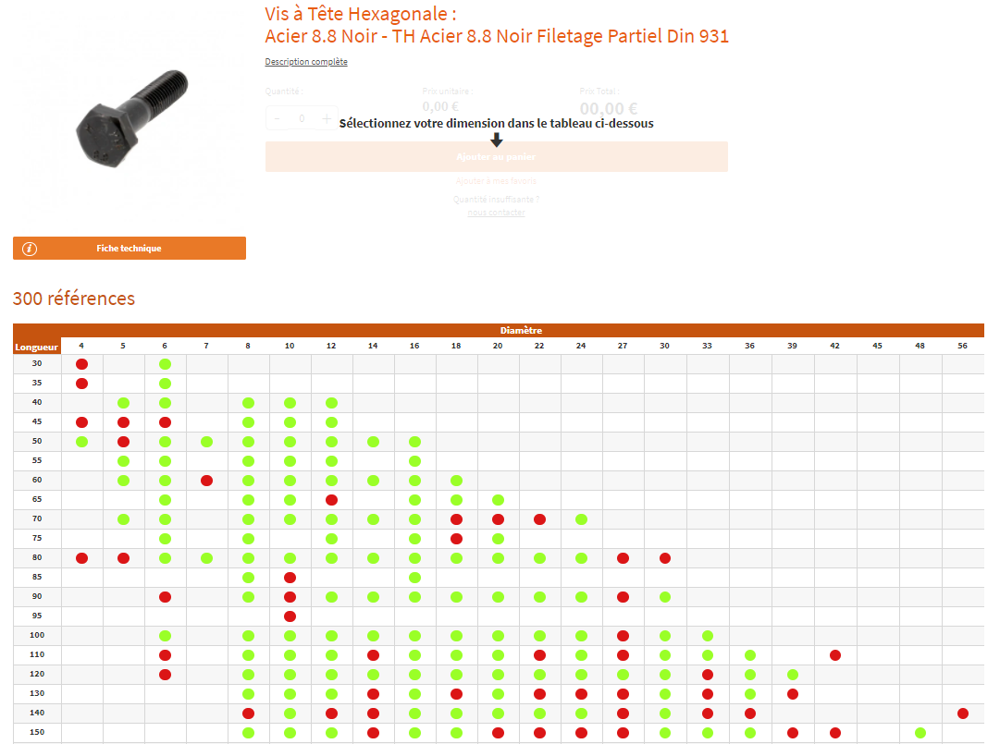 Vis à Tête Hexagonale :
Acier 8.8 Noir - TH Acier 8.8 Noir Filetage Partiel Din 931
Description complète
Quantité : Prix unitaire : Prix Total :
0,00 € 00,00 €
- 0 +
Sélectionnez votre dimension dans le tableau ci-dessous
Ajouter au panier
Ajouter à mes favoris
Quantité insuffisante ?
nous contacter
i Fiche technique
300 références
Diamètre
Longueur 4 5 6 7 8 10 12 14 16 18 20 22 24 27 30 33 36 39 42 45 48 56
30
35
40
45
50
55
60
65
70
75
80
85
90
95
100
110
120
130
140
150